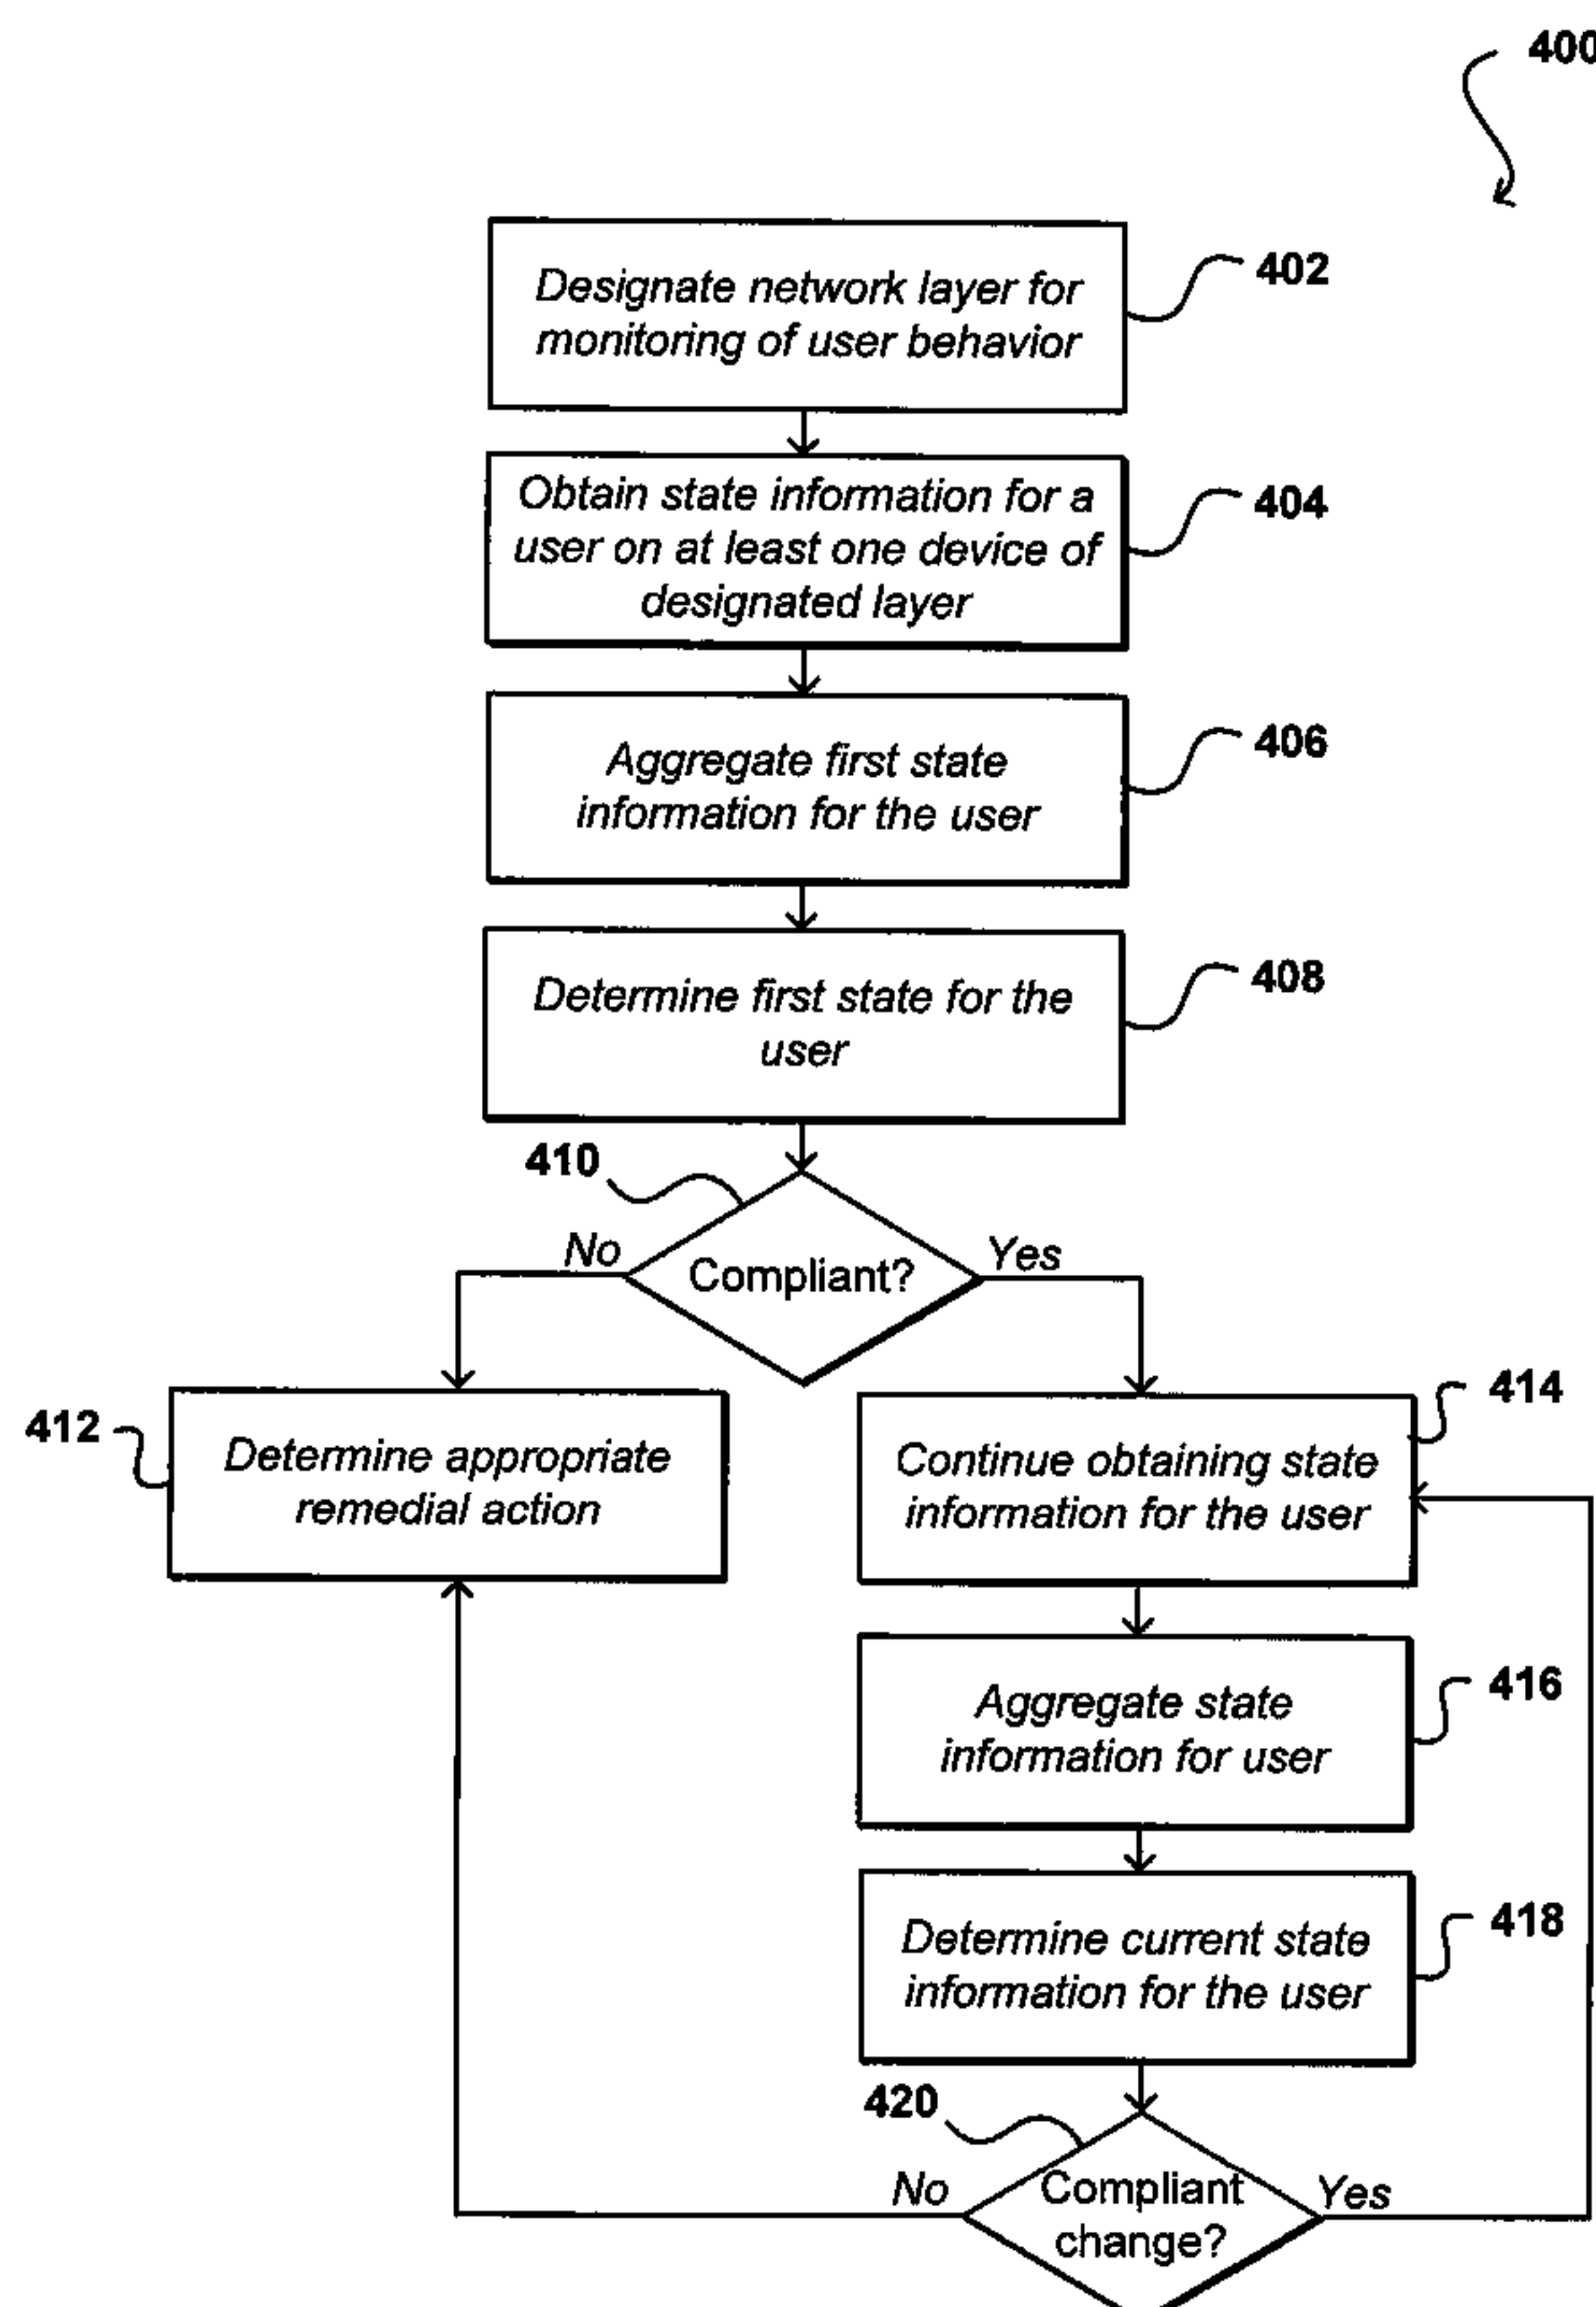 400
Designate network layer for
monitoring of user behavior
402
Obtain state information for a
user on at least one device of
designated layer
404
Aggregate first state
information for the user
406
Determine first state for the
user
408
410
No
Compliant?
Yes
412
Determine appropriate
remedial action
414
Continue obtaining state
information for the user
416
Aggregate state
information for user
418
Determine current state
information for the user
420
No
Compliant
change?
Yes